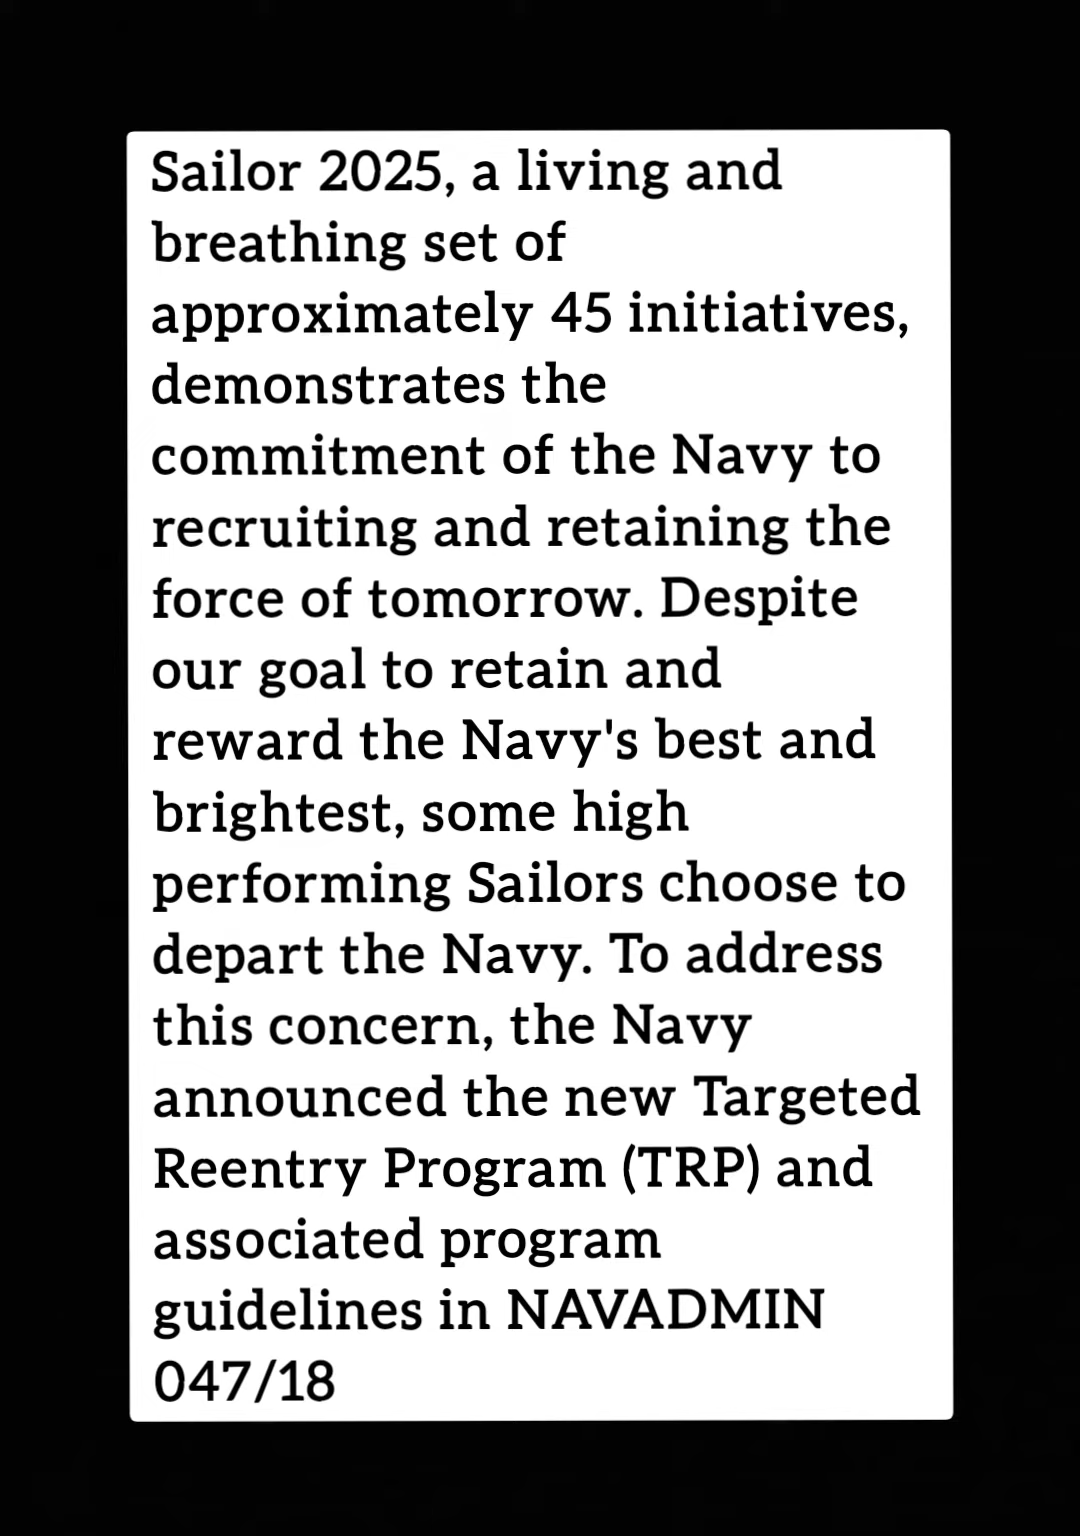 Sailor 2025, a living and
breathing set of
approximately 45 initiatives,
demonstrates the
commitment of the Navy to
recruiting and retaining the
force of tomorrow. Despite
our goal to retain and
reward the Navy's best and
brightest, some high
performing Sailors choose to
depart the Navy. To address
this concern, the Navy
announced the new Targeted
Reentry Program (TRP) and
associated program
guidelines in NAVADMIN
047/18